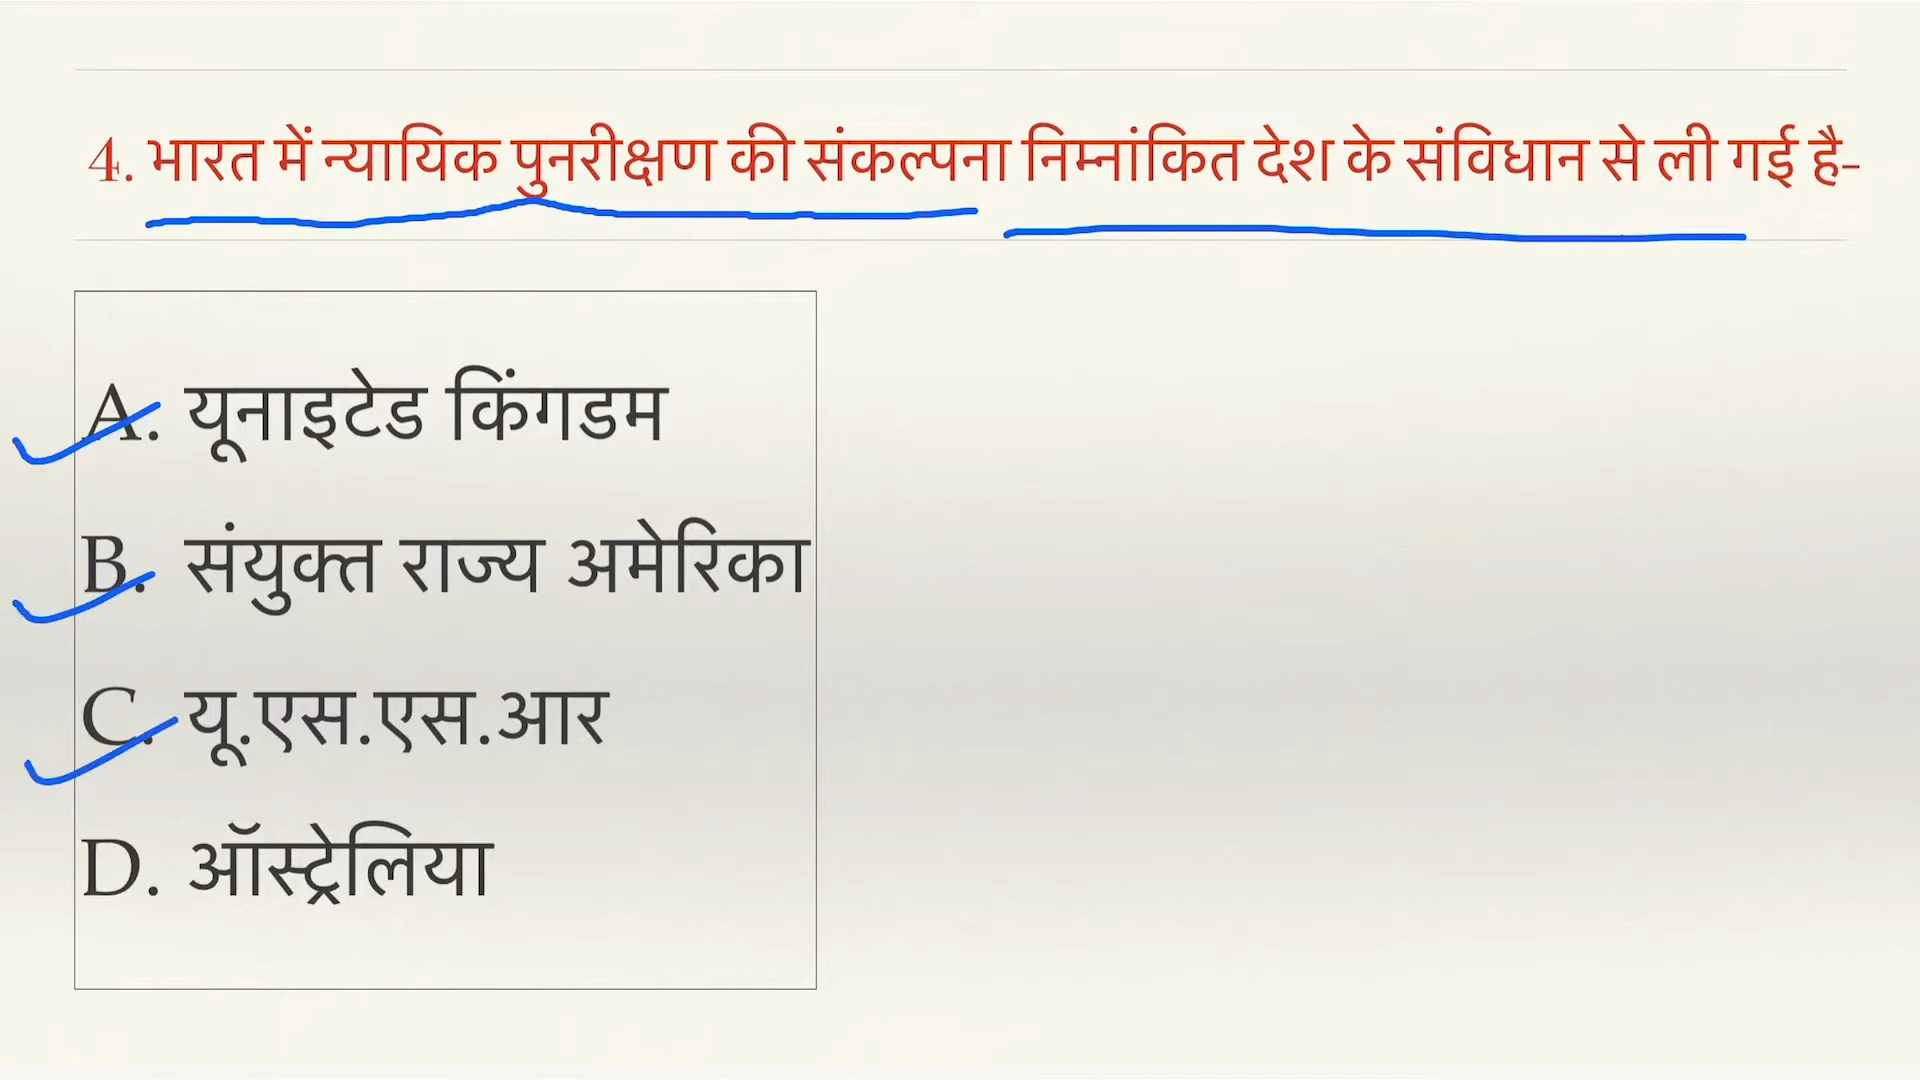 4. भारत में न्यायिक पुनरीक्षण की संकल्पना निम्नांकित देश के संविधान से ली गई है-
A. यूनाइटेड किंगडम
B. संयुक्त राज्य अमेरिका
C. यू.एस.एस.आर
D. ऑस्ट्रेलिया